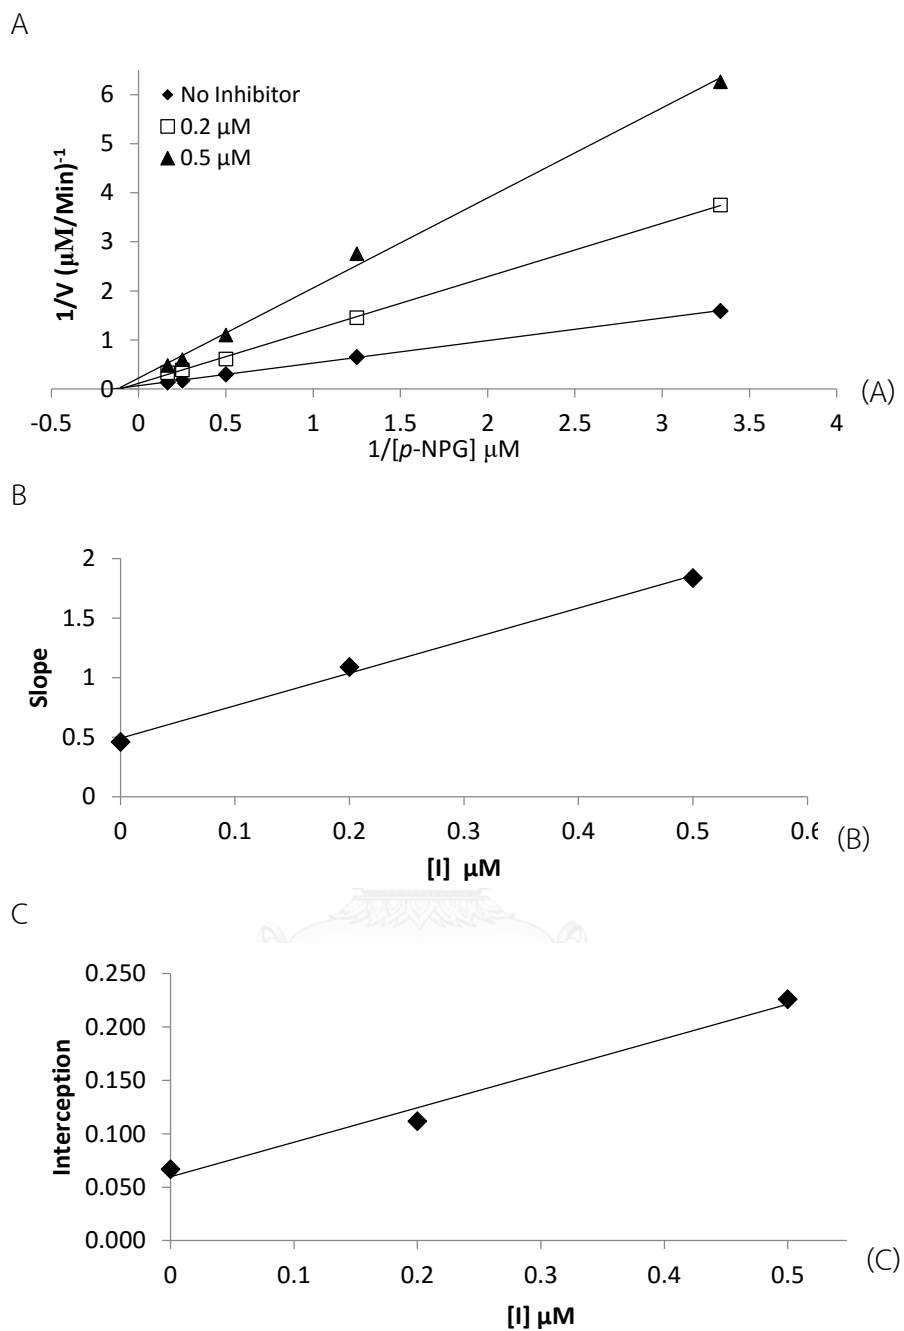 A
1/V (µM/Min)-1
No Inhibitor
0.2 µM
0.5 µM
6
5
4
3
2
1
0
-0.5 0 0.5 1 1.5 2 2.5 3 3.5 4
1/[p-NPG] µM
(A)
B
Slope
2
1.5
1
0.5
0
0 0.1 0.2 0.3 0.4 0.5 0.6
[I] µM
(B)
C
Interception
0.250
0.200
0.150
0.100
0.050
0.000
0 0.1 0.2 0.3 0.4 0.5
[I] µM
(C)